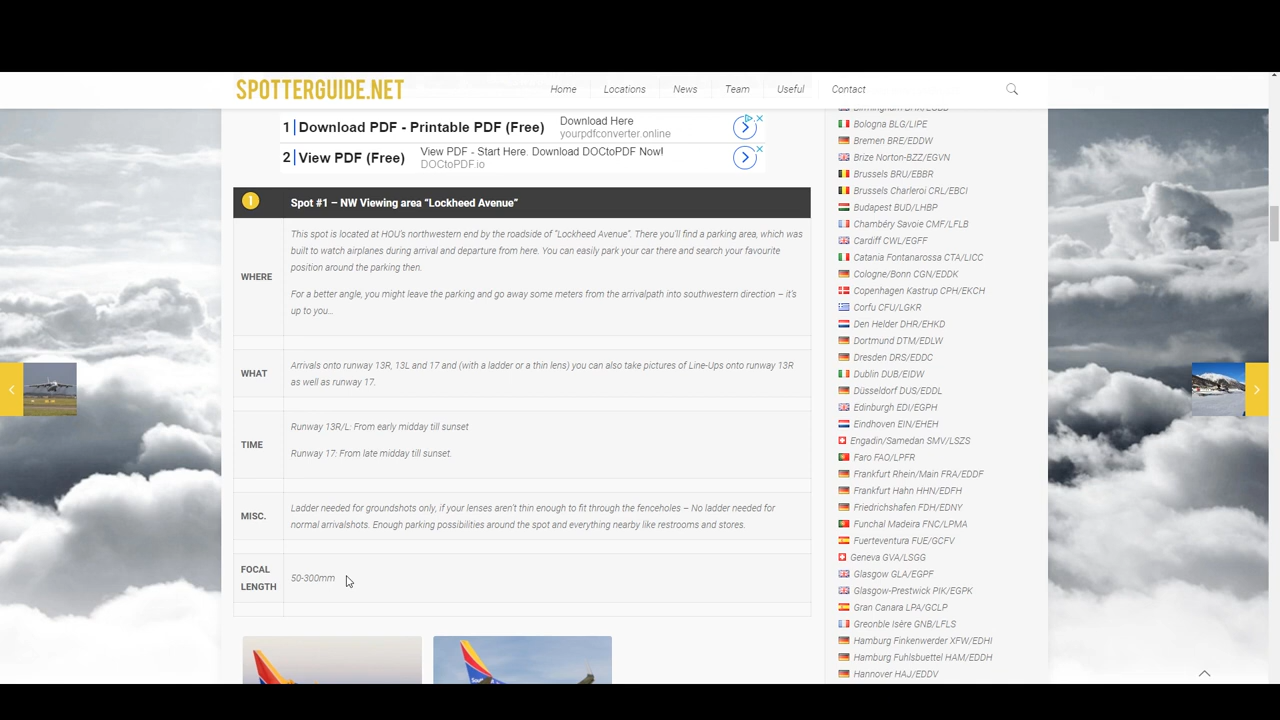 SPOTTERGUIDE.NET
Home Locations News Team Useful Contact
1 Download PDF - Printable PDF (Free) Download Here
yourpdfconverter.online
2 View PDF (Free) View PDF - Start Here. Download DOCtoPDF Now!
DOCtoPDF.io
1 Spot #1 – NW Viewing area “Lockheed Avenue”
WHERE
This spot is located at HOU's northwestern end by the roadside of “Lockheed Avenue”. There you'll find a parking area, which was
built to watch airplanes during arrival and departure from here. You can easily park your car there and search your favourite
position around the parking then.
For a better angle, you might leave the parking and go away some meters from the arrivalpath into southwestern direction – it's
up to you…
WHAT
Arrivals onto runway 13R, 13L and 17 and (with a ladder or a thin lens) you can also take pictures of Line-Ups onto runway 13R
as well as runway 17.
TIME
Runway 13R/L: From early midday till sunset
Runway 17: From late midday till sunset.
MISC.
Ladder needed for groundshots only, if your lenses aren't thin enough to fit through the fenceholes – No ladder needed for
normal arrivalshots. Enough parking possibilities around the spot and everything nearby like restrooms and stores.
FOCAL
LENGTH
50-300mm
Bologna BLG/LIPE
Bremen BRE/EDDW
Brize Norton-BZZ/EGVN
Brussels BRU/EBBR
Brussels Charleroi CRL/EBCI
Budapest BUD/LHBP
Chambéry Savoie CMF/LFLB
Cardiff CWL/EGFF
Catania Fontanarossa CTA/LICC
Cologne/Bonn CGN/EDDK
Copenhagen Kastrup CPH/EKCH
Corfu CFU/LGKR
Den Helder DHR/EHKD
Dortmund DTM/EDLW
Dresden DRS/EDDC
Dublin DUB/EIDW
Düsseldorf DUS/EDDL
Edinburgh EDI/EGPH
Eindhoven EIN/EHEH
Engadin/Samedan SMV/LSZS
Faro FAO/LPFR
Frankfurt Rhein/Main FRA/EDDF
Frankfurt Hahn HHN/EDFH
Friedrichshafen FDH/EDNY
Funchal Madeira FNC/LPMA
Fuerteventura FUE/GCFV
Geneva GVA/LSGG
Glasgow GLA/EGPF
Glasgow-Prestwick PIK/EGPK
Gran Canara LPA/GCLP
Greonble Isère GNB/LFLS
Hamburg Finkenwerder XFW/EDHI
Hamburg Fuhlsbuettel HAM/EDDH
Hannover HAJ/EDDV